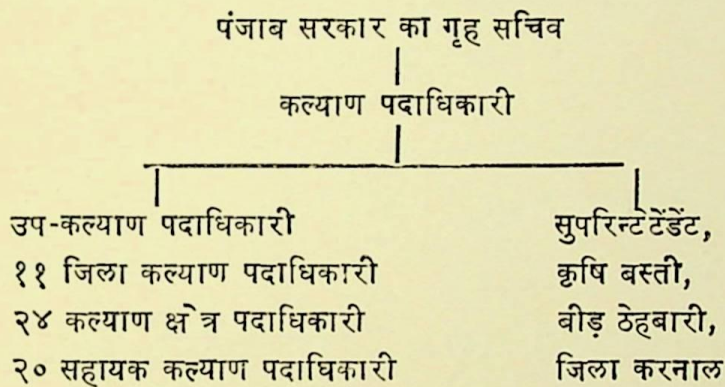 पंजाब सरकार का गृह सचिव
कल्याण पदाधिकारी
उप-कल्याण पदाधिकारी
११ जिला कल्याण पदाधिकारी
२४ कल्याण क्षेत्र पदाधिकारी
२० सहायक कल्याण पदाधिकारी
सुपरिन्टेटेंडेंट,
कृषि बस्ती,
बीड़ ठेहबारी,
जिला करनाल